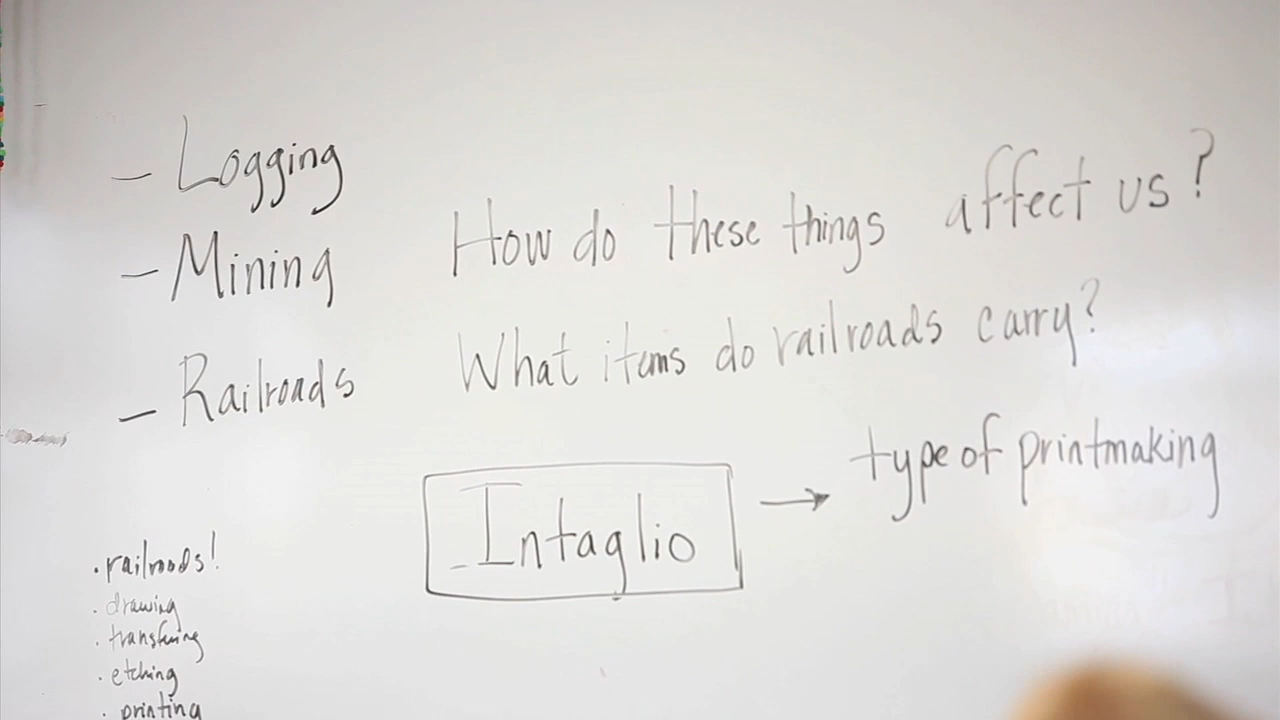 - Logging
- Mining
- Railroads
How do these things affect us?
What items do railroads carry?
Intaglio → type of printmaking
. railroads!
. drawing
. transfering
. etching
. printing